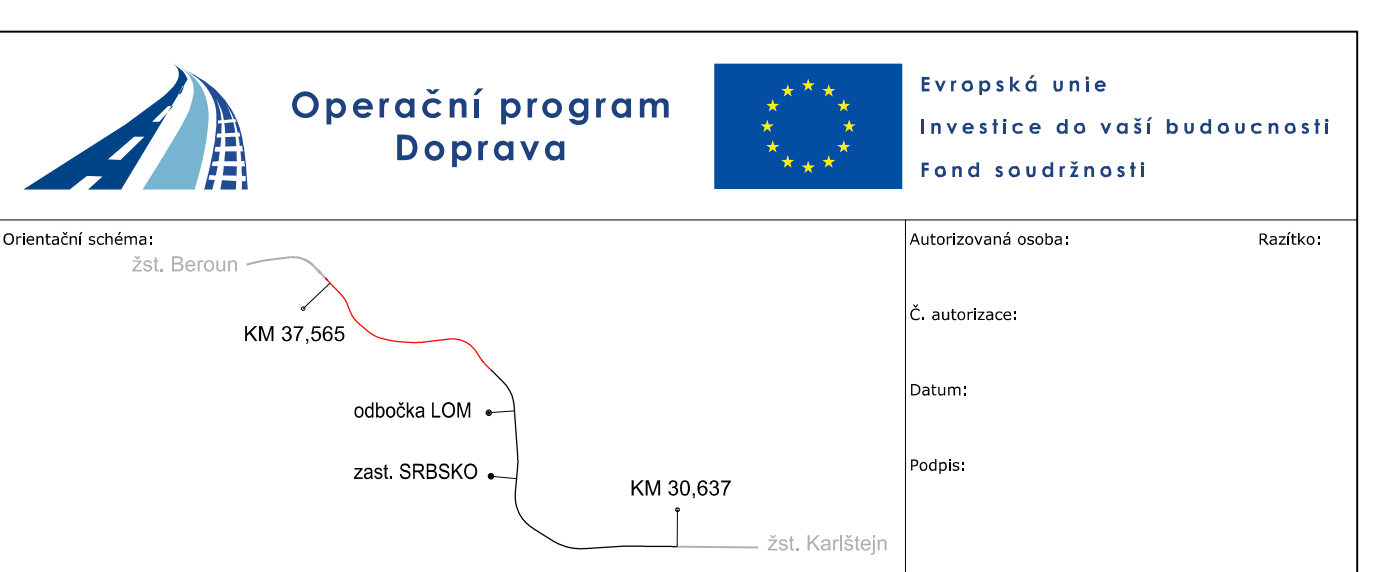 Operační program
Doprava
Evropská unie
Investice do vaší budoucnosti
Fond soudržnosti
Orientační schéma:
žst. Beroun
KM 37,565
odbočka LOM
zast. SRBSKO
KM 30,637
žst. Karlštejn
Autorizovaná osoba:
Razítko:
Č. autorizace:
Datum:
Podpis: